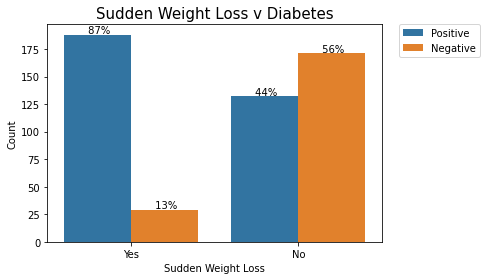 Sudden Weight Loss v Diabetes
Positive
Negative
87%
13%
44%
56%
175
150
125
100
75
50
25
0
Count
Yes
No
Sudden Weight Loss